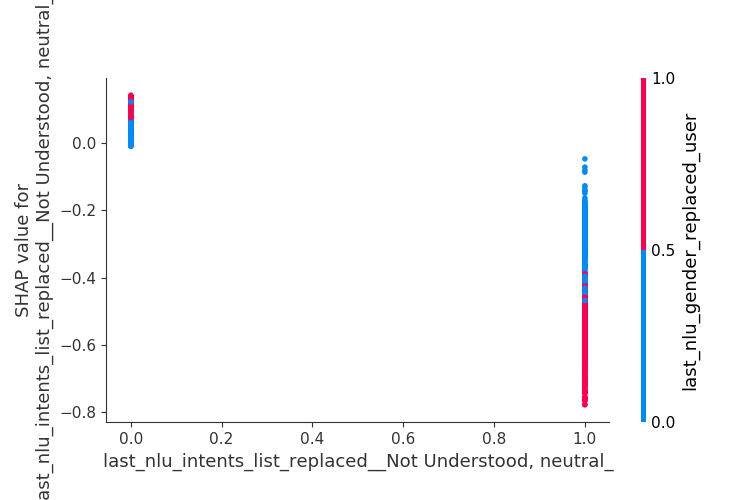 SHAP value for
ast_nlu_intents_list_replaced__Not Understood, neutral_
0.0
−0.2
−0.4
−0.6
−0.8
0.0 0.2 0.4 0.6 0.8 1.0
last_nlu_intents_list_replaced__Not Understood, neutral_
1.0
0.5
0.0
last_nlu_gender_replaced_user